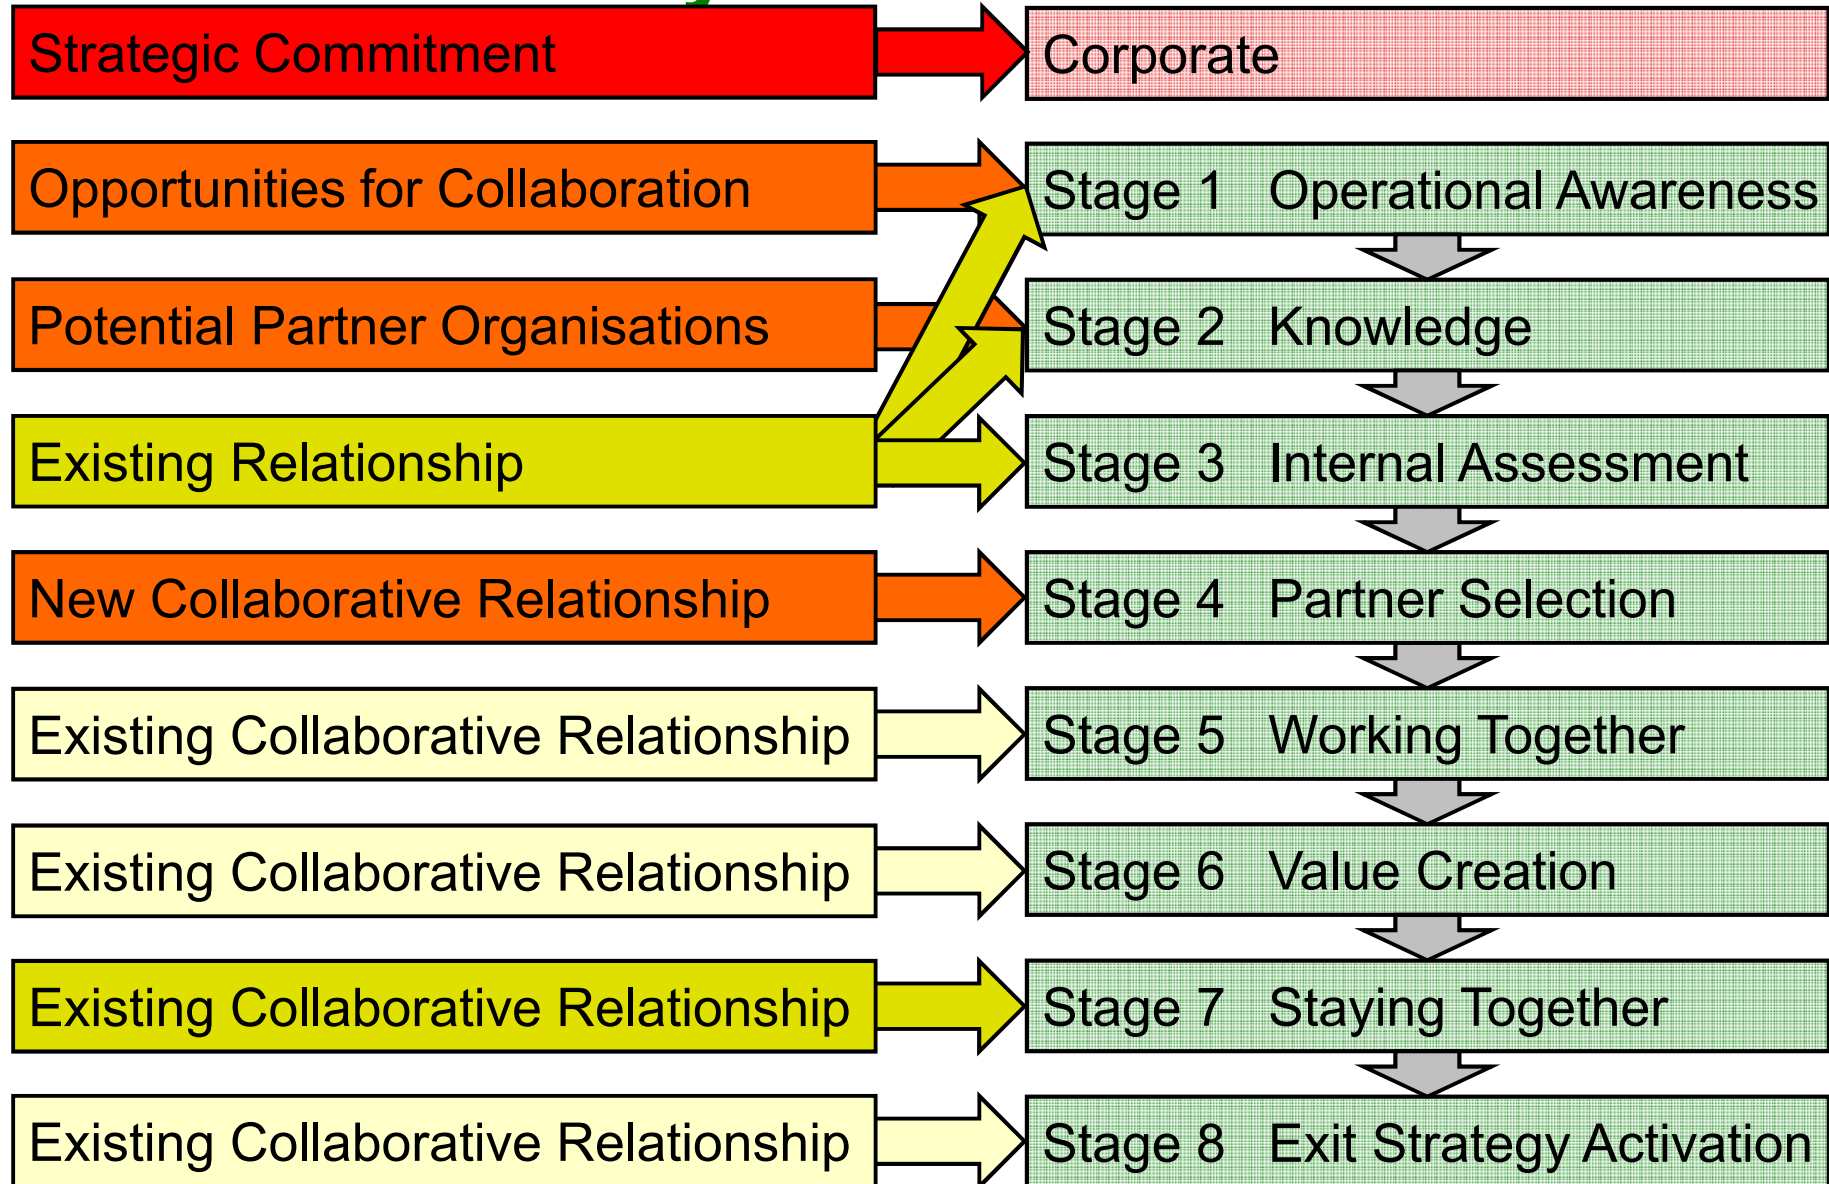 Strategic Commitment
Corporate
Opportunities for Collaboration
Stage 1 Operational Awareness
Potential Partner Organisations
Stage 2 Knowledge
Existing Relationship
Stage 3 Internal Assessment
New Collaborative Relationship
Stage 4 Partner Selection
Existing Collaborative Relationship
Stage 5 Working Together
Existing Collaborative Relationship
Stage 6 Value Creation
Existing Collaborative Relationship
Stage 7 Staying Together
Existing Collaborative Relationship
Stage 8 Exit Strategy Activation